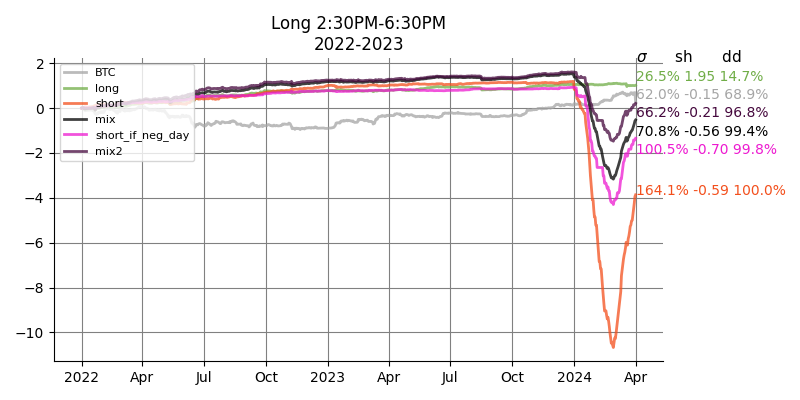 Long 2:30PM-6:30PM
2022-2023
σ sh dd
2
0
−2
−4
−6
−8
−10
BTC
long
short
mix
short_if_neg_day
mix2
26.5% 1.95 14.7%
62.0% -0.15 68.9%
66.2% -0.21 96.8%
70.8% -0.56 99.4%
100.5% -0.70 99.8%
164.1% -0.59 100.0%
2022 Apr Jul Oct 2023 Apr Jul Oct 2024 Apr